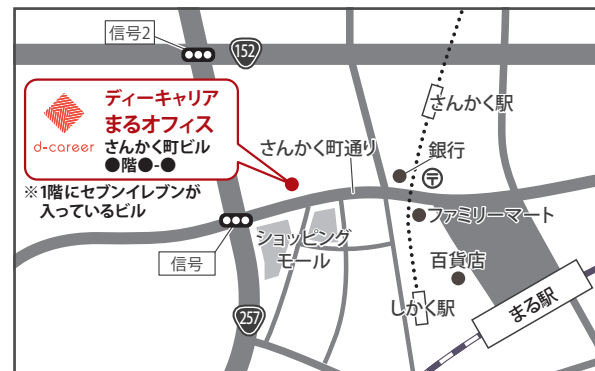 信号2
152
ディーキャリア
まるオフィス
d-career
さんかく町ビル
●階●-●
※1階にセブンイレブンが
入っているビル
さんかく町通り
さんかく駅
銀行
〒
ファミリーマート
ショッピング
モール
信号
百貨店
しかく駅
まる駅
257